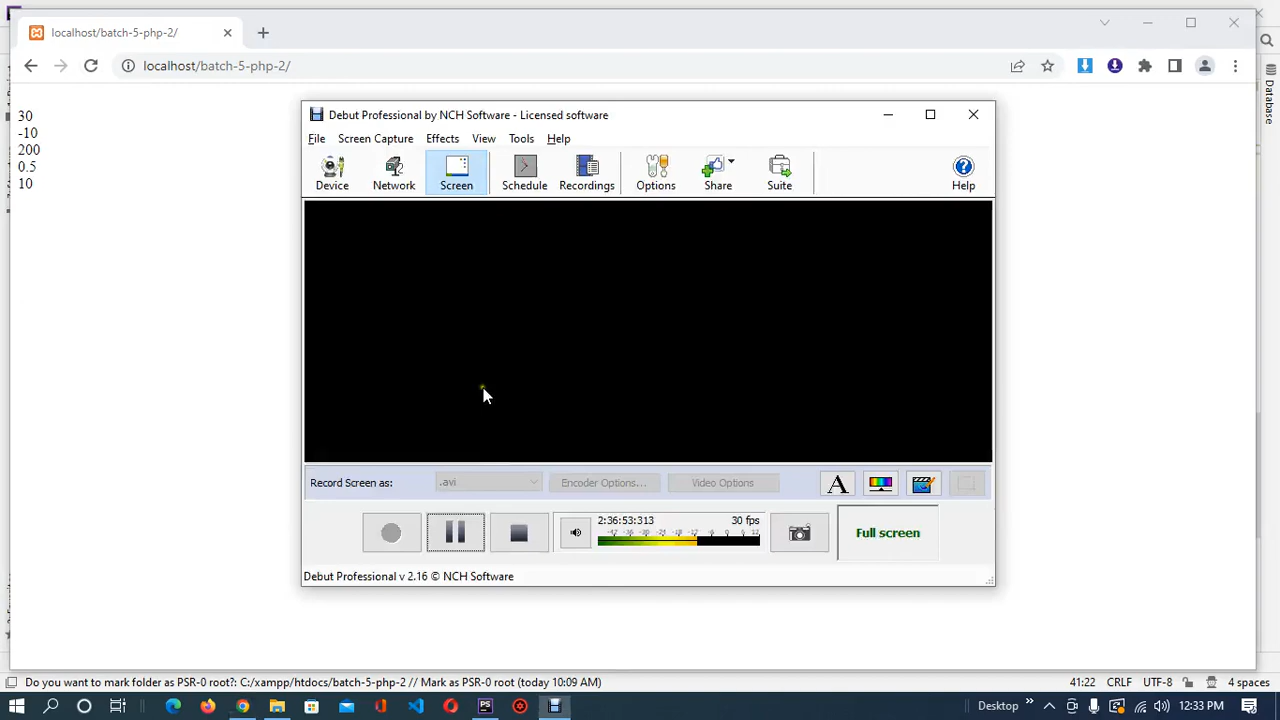 localhost/batch-5-php-2/
localhost/batch-5-php-2/
30
-10
200
0.5
10
Debut Professional by NCH Software - Licensed software
File Screen Capture Effects View Tools Help
Device Network Screen Schedule Recordings Options Share Suite Help
Record Screen as: .avi Encoder Options... Video Options
2:36:53:313 30 fps
Full screen
Debut Professional v 2.16 © NCH Software
Database
Do you want to mark folder as PSR-0 root?: C:/xampp/htdocs/batch-5-php-2 // Mark as PSR-0 root (today 10:09 AM) 41:22 CRLF UTF-8 4 spaces
Desktop 12:33 PM